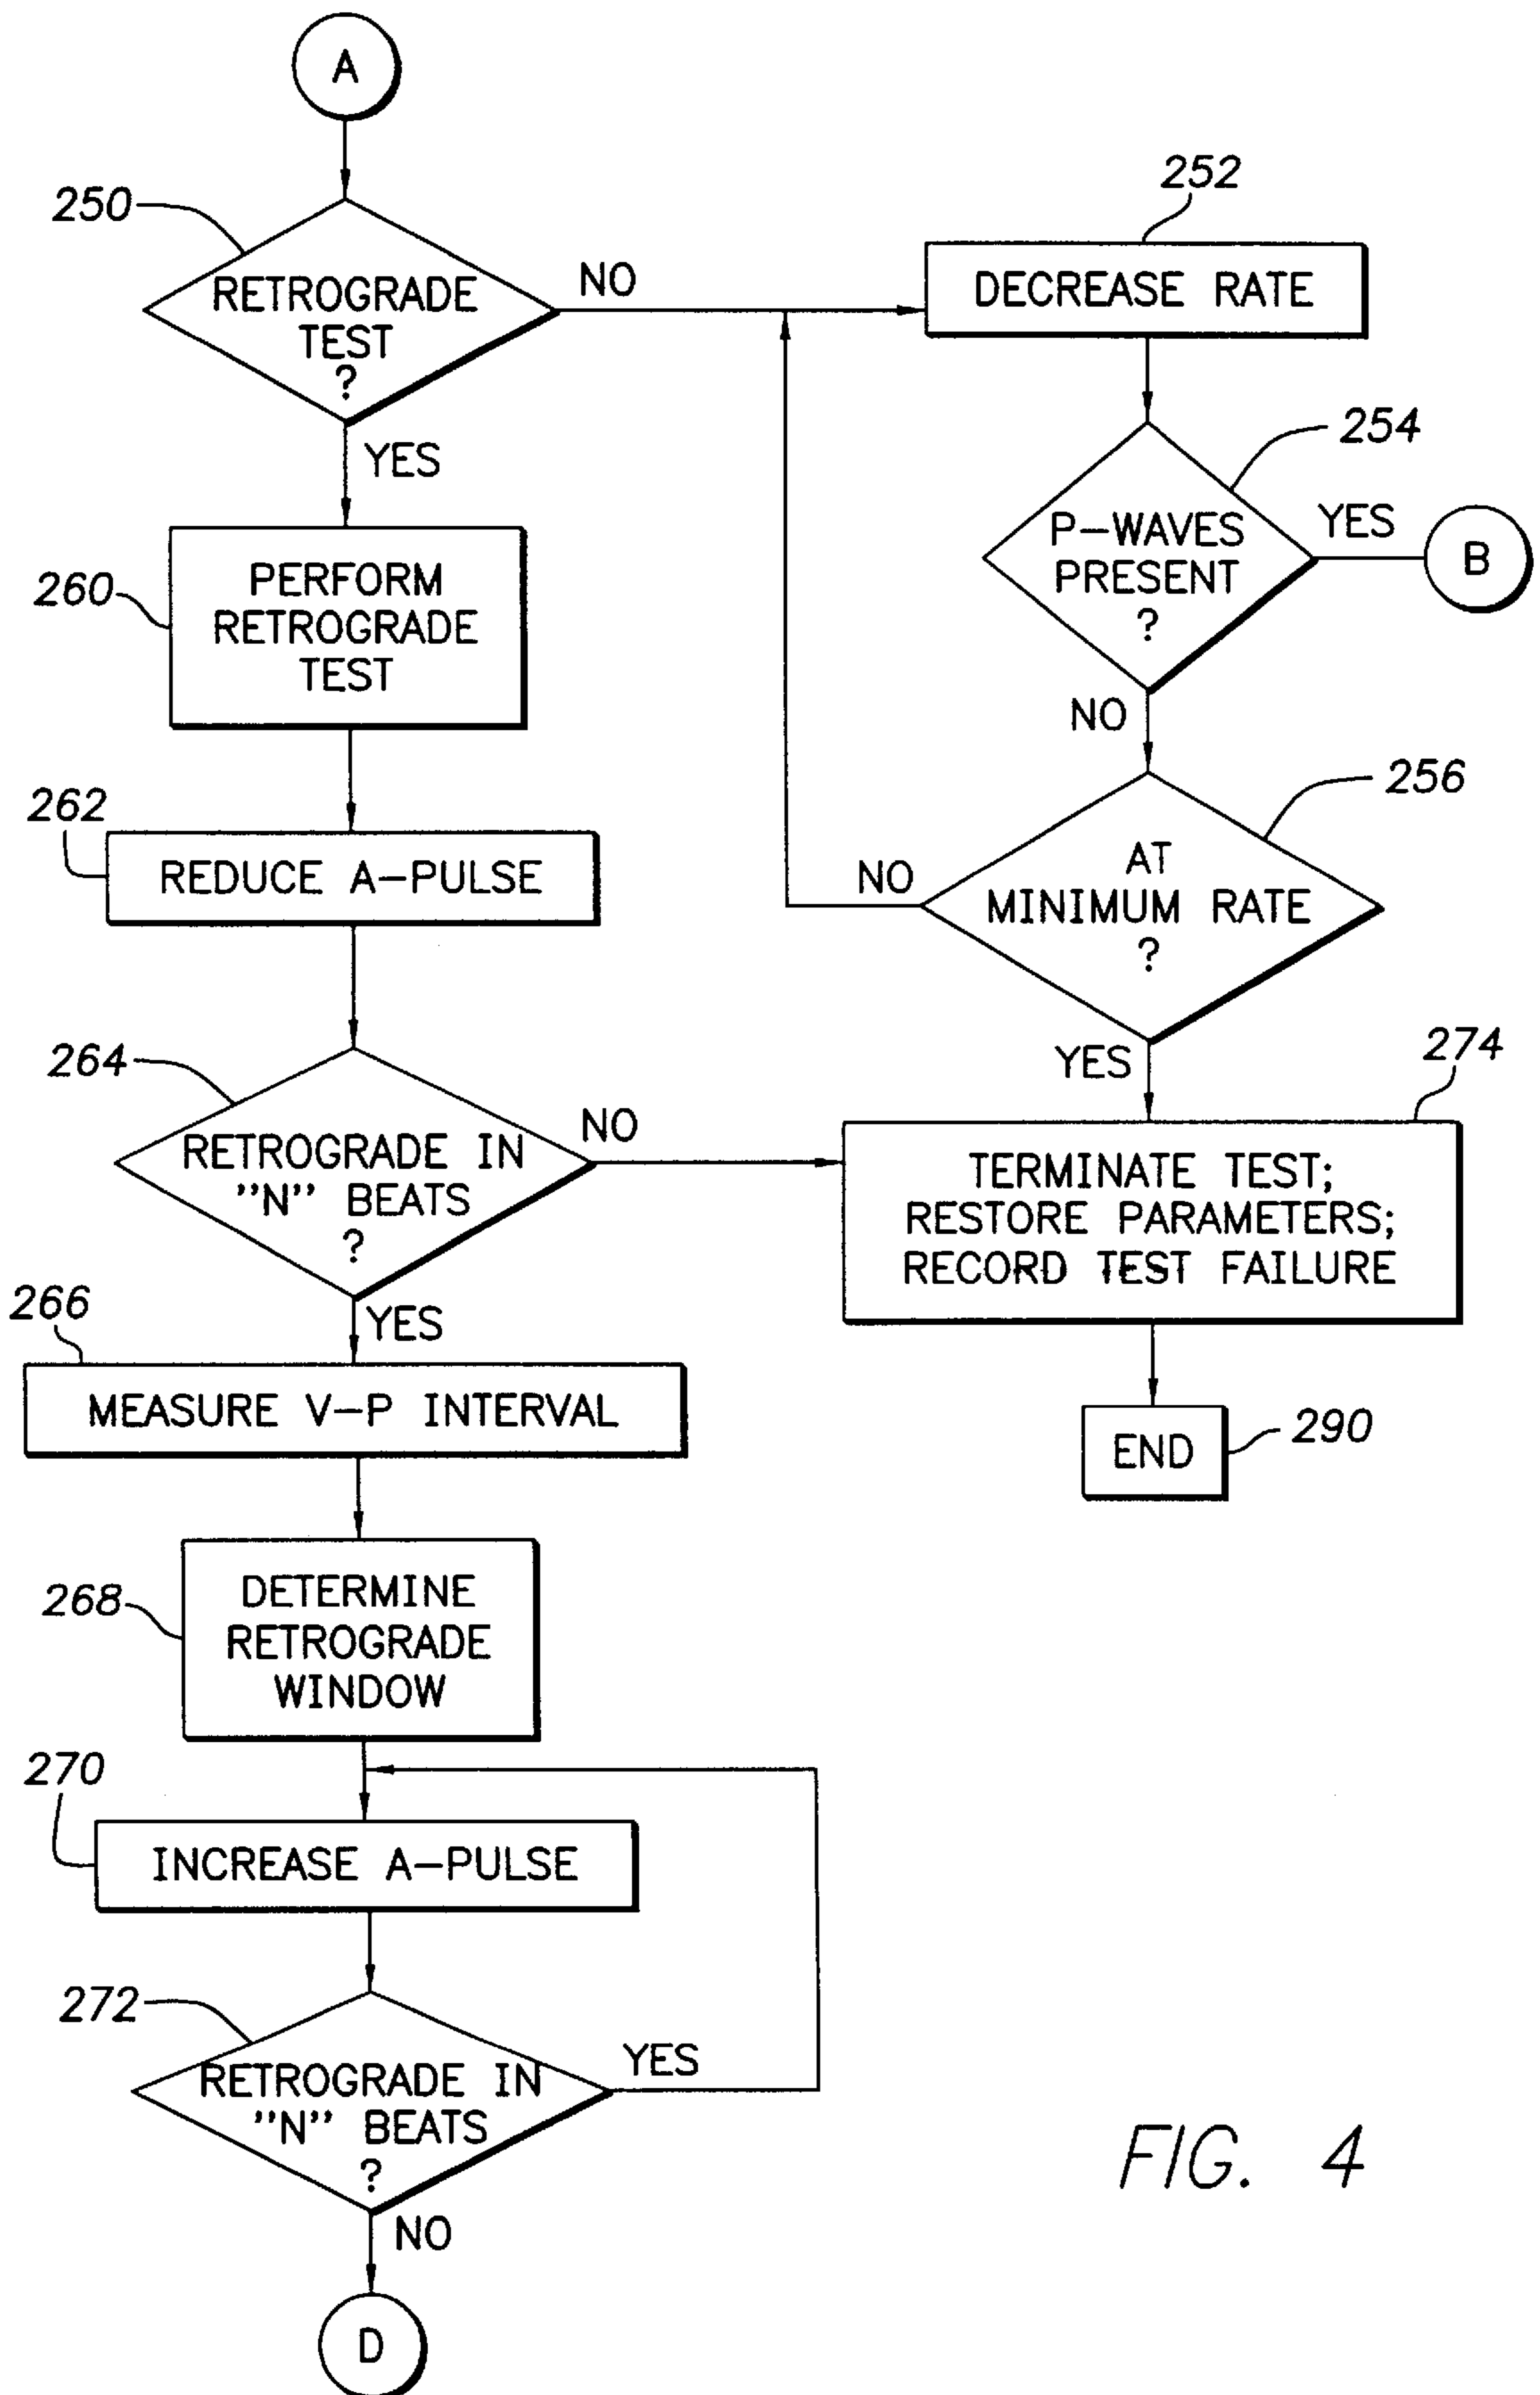 A
250
RETROGRADE
TEST
?
NO
YES
252
DECREASE RATE
254
P-WAVES
PRESENT
?
YES
B
NO
256
AT
MINIMUM RATE
?
NO
YES
260
PERFORM
RETROGRADE
TEST
262
REDUCE A-PULSE
264
RETROGRADE IN
"N" BEATS
?
NO
YES
274
TERMINATE TEST;
RESTORE PARAMETERS;
RECORD TEST FAILURE
END
290
266
MEASURE V-P INTERVAL
268
DETERMINE
RETROGRADE
WINDOW
270
INCREASE A-PULSE
272
RETROGRADE IN
"N" BEATS
?
YES
NO
D
FIG. 4